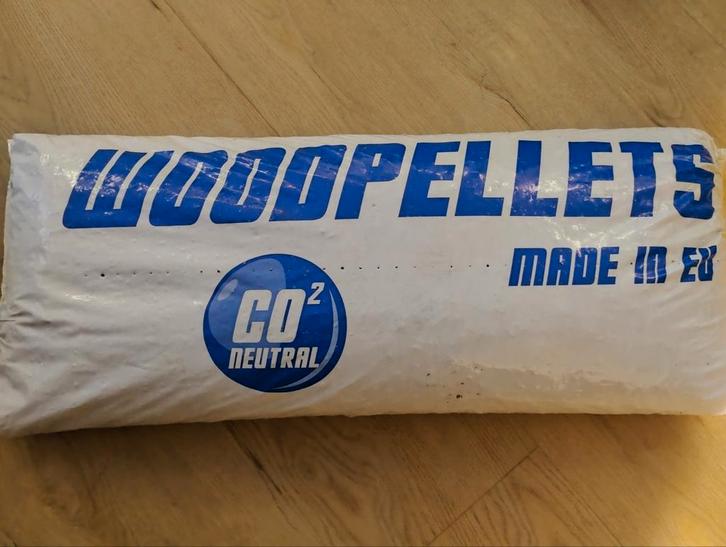 WOODPELLETS
MADE IN EU
CO²
NEUTRAL